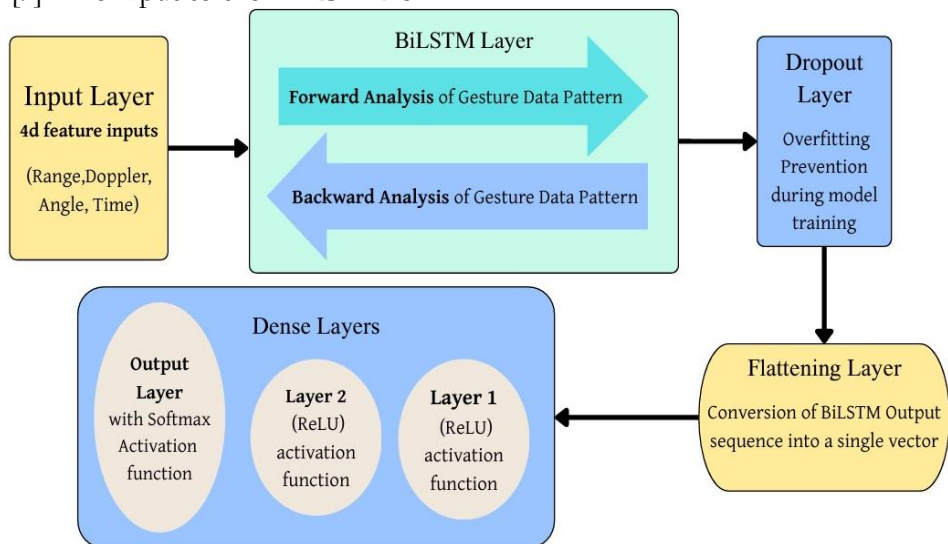 Input Layer
4d feature inputs
(Range,Doppler,
Angle, Time)
BiLSTM Layer
Forward Analysis of Gesture Data Pattern
Backward Analysis of Gesture Data Pattern
Dropout
Layer
Overfitting
Prevention
during model
training
Flattening Layer
Conversion of BiLSTM Output
sequence into a single vector
Dense Layers
Layer 1
(ReLU)
activation
function
Layer 2
(ReLU)
activation
function
Output
Layer
with Softmax
Activation
function